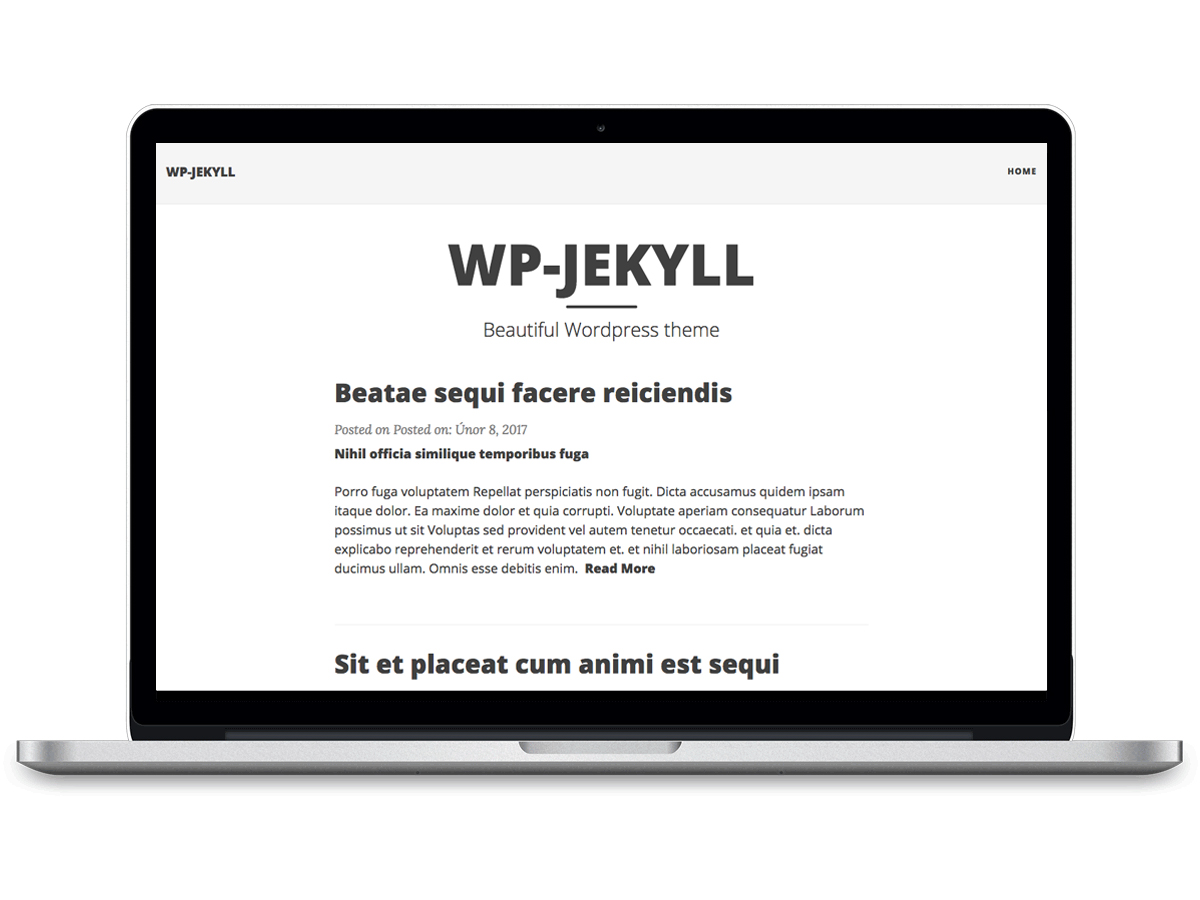 WP-JEKYLL
HOME
WP-JEKYLL
Beautiful Wordpress theme
Beatae sequi facere reiciendis
Posted on Posted on: Únor 8, 2017
Nihil officia similique temporibus fuga
Porro fuga voluptatem Repellat perspiciatis non fugit. Dicta accusamus quidem ipsam
itaque dolor. Ea maxime dolor et quia corrupti. Voluptate aperiam consequatur Laborum
possimus ut sit Voluptas sed provident vel autem tenetur occaecati. et quia et. dicta
explicabo reprehenderit et rerum voluptatem et. et nihil laboriosam placeat fugiat
ducimus ullam. Omnis esse debitis enim. Read More
Sit et placeat cum animi est sequi